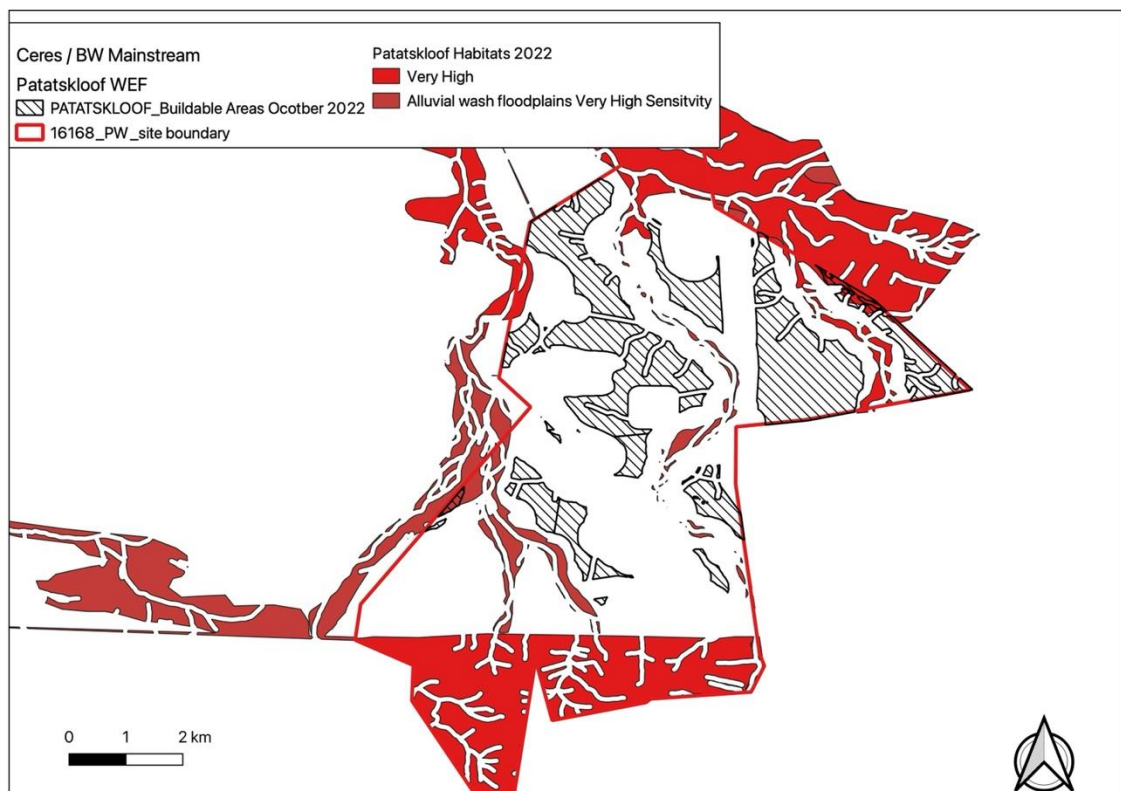 Ceres / BW Mainstream
Patatskloof WEF
PATATSKLOOF_Buildable Areas Ocotber 2022
16168_PW_site boundary
Patatskloof Habitats 2022
Very High
Alluvial wash floodplains Very High Sensitvity
0 1 2 km